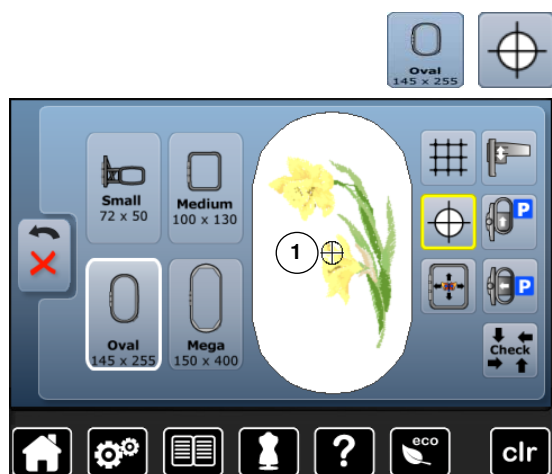 Oval
145 x 255
Small
72 x 50
Medium
100 x 130
P
1
Oval
145 x 255
Mega
150 x 400
P
Check
?
eco
clr